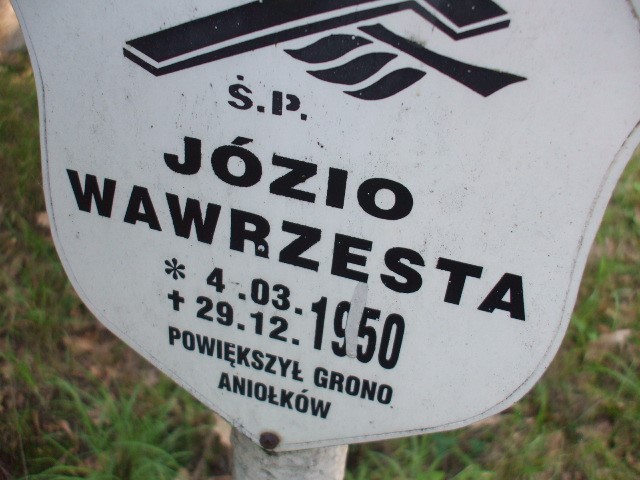 Ś.P.
JÓZIO
WAWRZESTA
* 4.03.
+ 29.12. 1950
POWIĘKSZYŁ GRONO
ANIOŁKÓW